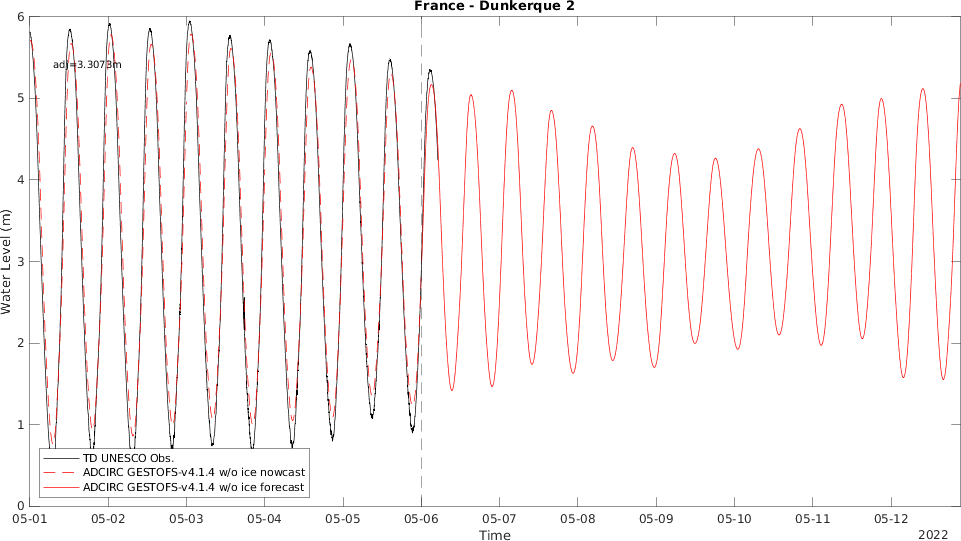 France - Dunkerque 2
6
adj=3.3073m
5
4
3
2
1
0
Water Level (m)
TD UNESCO Obs.
ADCIRC GESTOFS-v4.1.4 w/o ice nowcast
ADCIRC GESTOFS-v4.1.4 w/o ice forecast
05-01 05-02 05-03 05-04 05-05 05-06 05-07 05-08 05-09 05-10 05-11 05-12
Time
2022